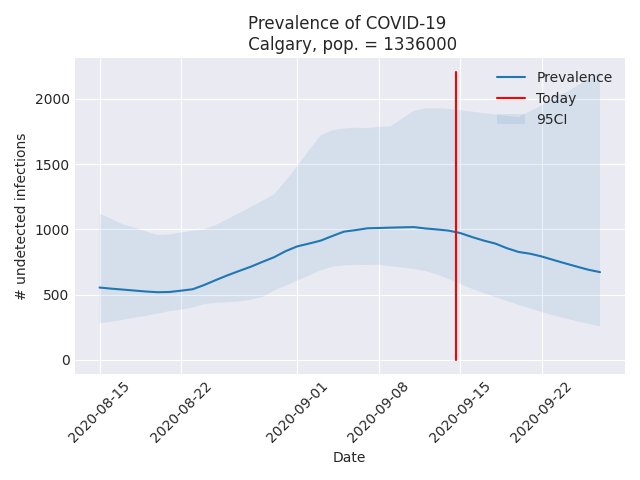 Prevalence of COVID-19
Calgary, pop. = 1336000
Prevalence
Today
95CI
# undetected infections
2000
1500
1000
500
0
2020-08-15
2020-08-22
2020-09-01
2020-09-08
2020-09-15
2020-09-22
Date